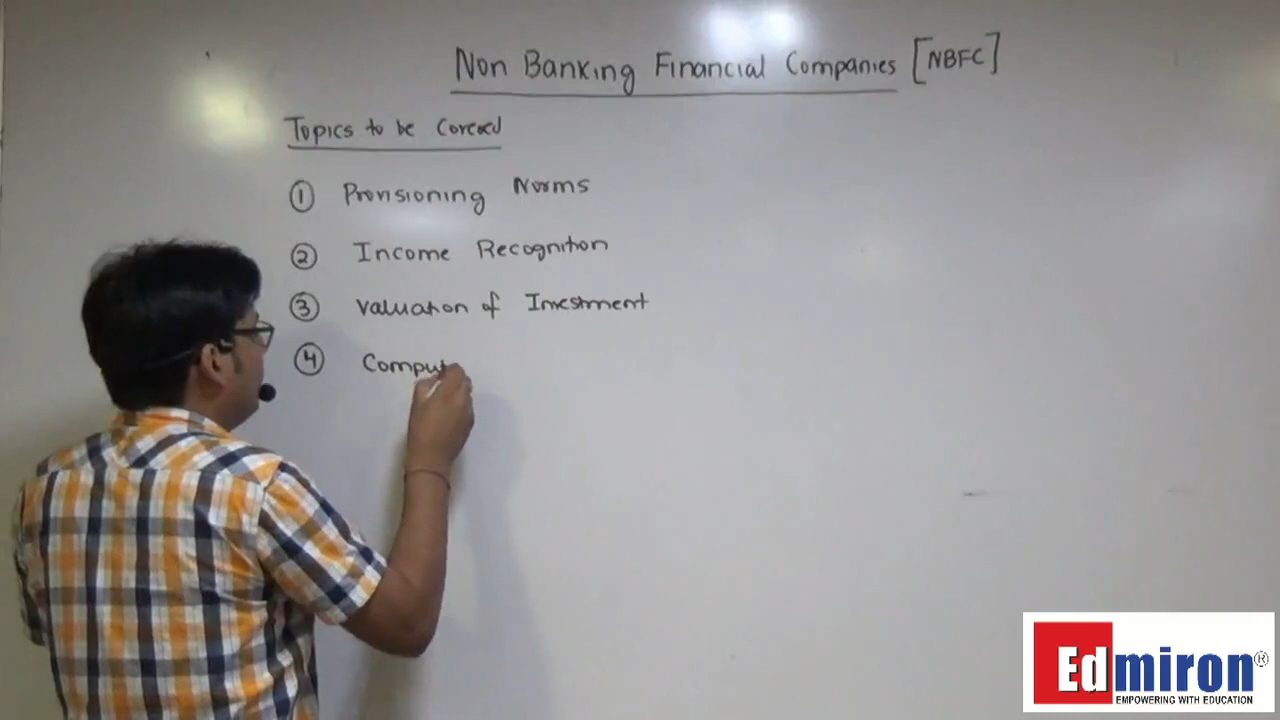 Non Banking Financial Companies [NBFC]
Topics to be Covered
① Provisioning Norms
② Income Recognition
③ Valuation of Investment
④ Comput
Edmiron®
EMPOWERING WITH EDUCATION